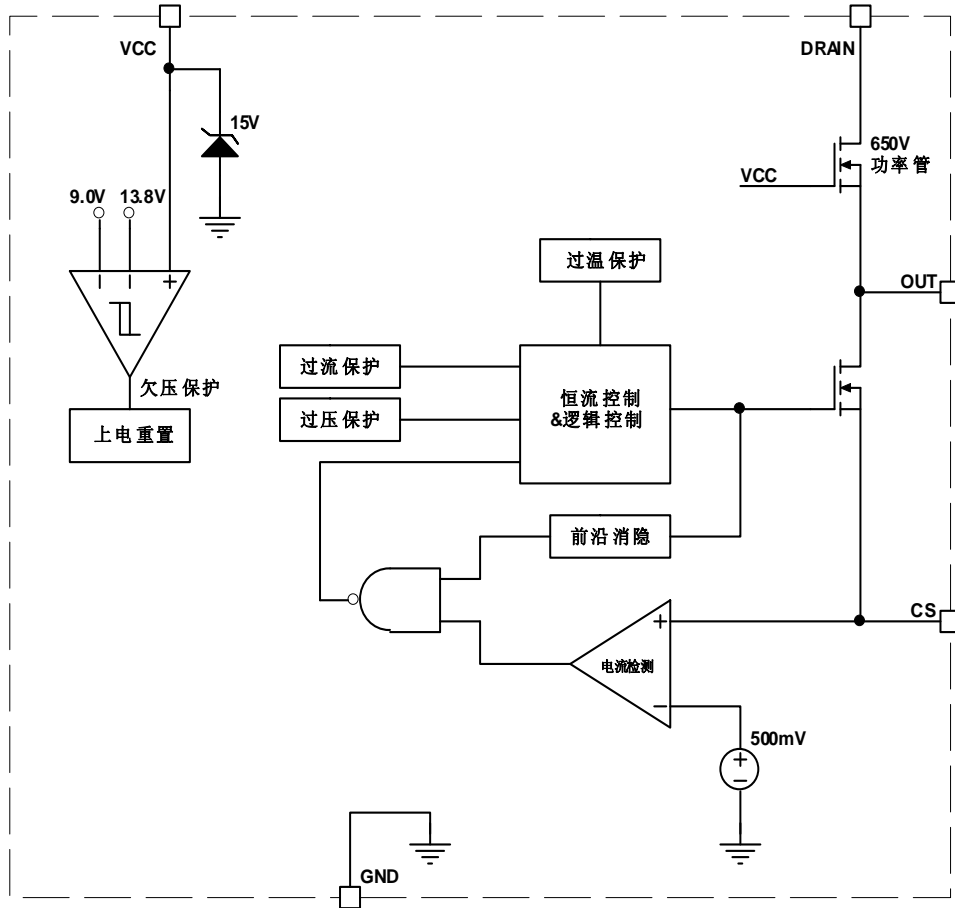 VCC
DRAIN
15V
650V
功率管
VCC
9.0V 13.8V
过温保护
OUT
欠压保护
上电重置
过流保护
过压保护
恒流控制
&逻辑控制
前沿消隐
CS
+
-
电流检测
500mV
GND